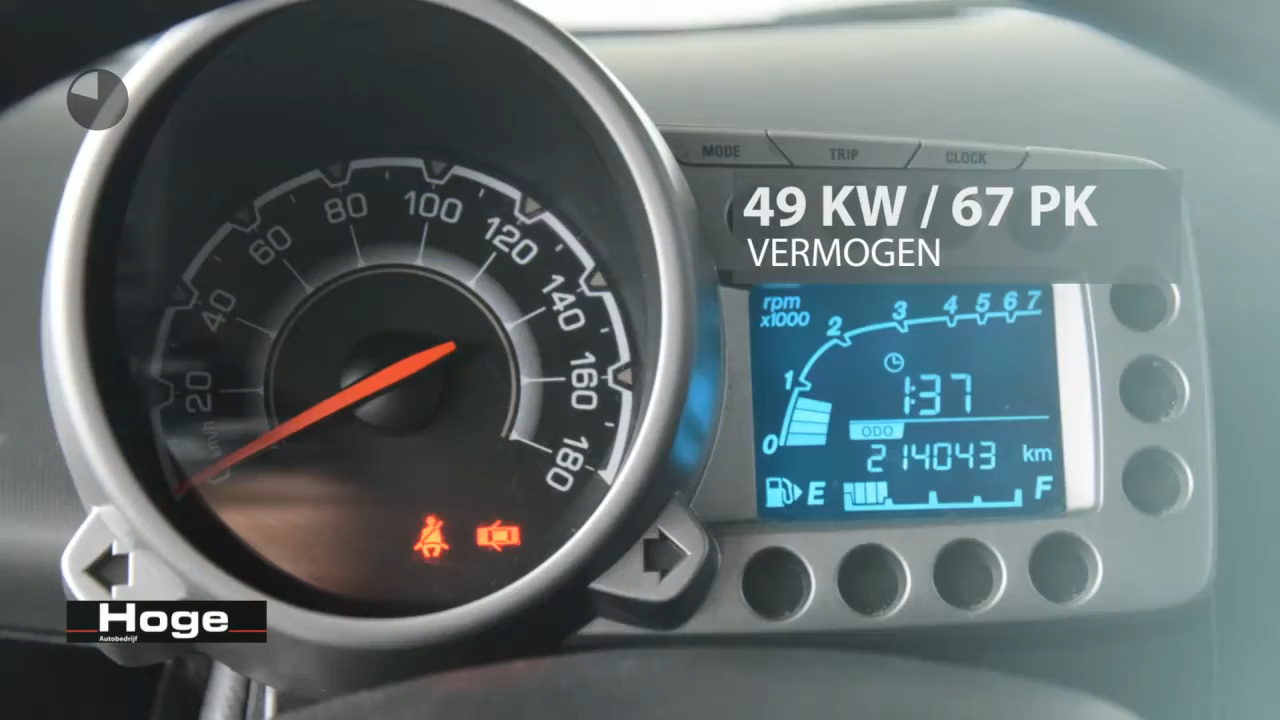 MODE TRIP CLOCK
49 KW / 67 PK
VERMOGEN
20 40 60 80 100 120 140 160 180
rpm
x1000
0 1 2 3 4 5 6 7
1:37
ODO
214043 km
E F
Hoge
Autobedrijf